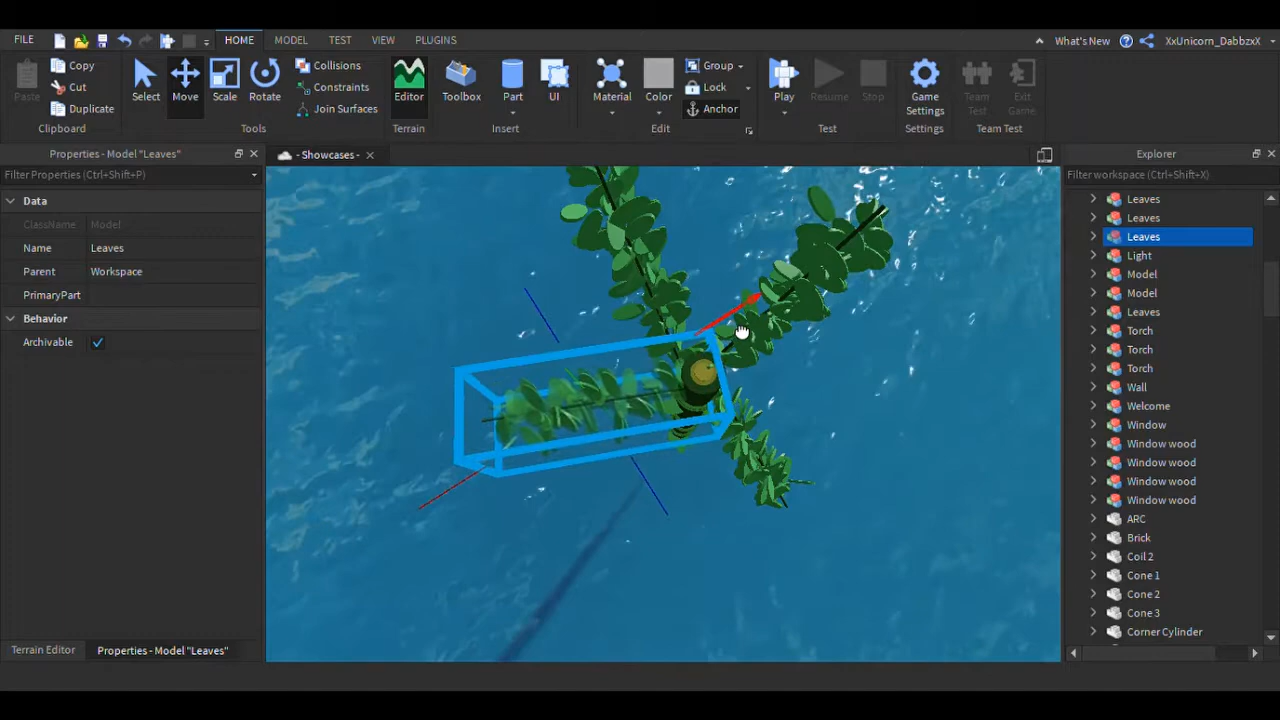 FILE HOME MODEL TEST VIEW PLUGINS What's New XxUnicorn_DabbzxX
Paste Copy Cut Duplicate Clipboard
Select Move Scale Rotate Collisions Constraints Join Surfaces Tools
Editor Terrain
Toolbox Part UI Insert
Material Color Group Lock Anchor Edit
Play Resume Stop Test
Game Settings Settings
Team Test Exit Game Team Test
Properties - Model "Leaves"
Filter Properties (Ctrl+Shift+P)
Data
ClassName Model
Name Leaves
Parent Workspace
PrimaryPart
Behavior
Archivable
Terrain Editor Properties - Model "Leaves"
- Showcases -
Explorer
Filter workspace (Ctrl+Shift+X)
Leaves
Leaves
Leaves
Light
Model
Model
Leaves
Torch
Torch
Torch
Wall
Welcome
Window
Window wood
Window wood
Window wood
Window wood
ARC
Brick
Coil 2
Cone 1
Cone 2
Cone 3
Corner Cylinder